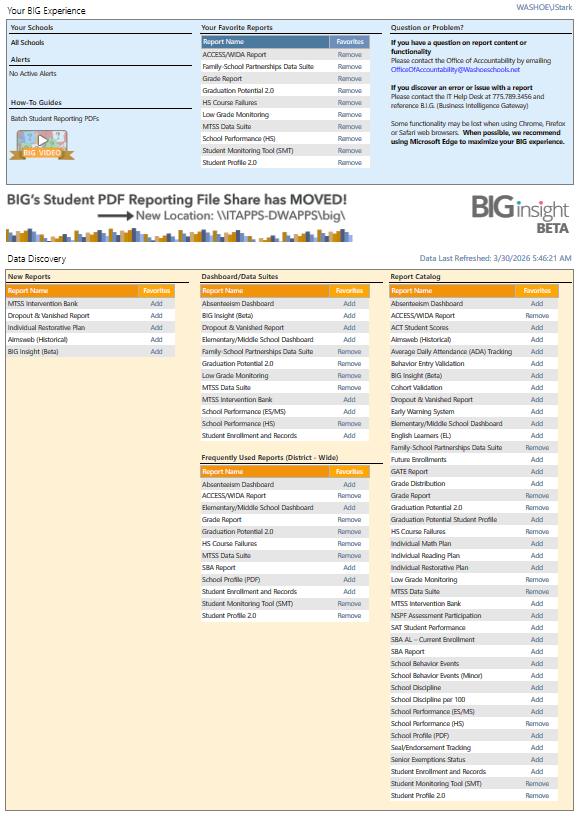 Your BIG Experience
WASHOE\JStark
Your Schools
All Schools
Alerts
No Active Alerts
How-To Guides
Batch Student Reporting PDFs
BIG VIDEO
Your Favorite Reports
Report Name Favorites
ACCESS/WIDA Report Remove
Family-School Partnerships Data Suite Remove
Grade Report Remove
Graduation Potential 2.0 Remove
HS Course Failures Remove
Low Grade Monitoring Remove
MTSS Data Suite Remove
School Performance (HS) Remove
Student Monitoring Tool (SMT) Remove
Student Profile 2.0 Remove
Question or Problem?
If you have a question on report content or
functionality
Please contact the Office of Accountability by emailing
OfficeOfAccountability@Washoeschools.net
If you discover an error or issue with a report
Please contact the IT Help Desk at 775.789.3456 and
reference B.I.G. (Business Intelligence Gateway)
Some functionality may be lost when using Chrome, Firefox
or Safari web browsers. When possible, we recommend
using Microsoft Edge to maximize your BIG experience.
BIG's Student PDF Reporting File Share has MOVED!
New Location: \\ITAPPS-DWAPPS\big\
BIG insight
BETA
Data Discovery
Data Last Refreshed: 3/30/2026 5:46:21 AM
New Reports
Report Name Favorites
MTSS Intervention Bank Add
Dropout & Vanished Report Add
Individual Restorative Plan Add
Aimsweb (Historical) Add
BIG Insight (Beta) Add
Dashboard/Data Suites
Report Name Favorites
Absenteeism Dashboard Add
BIG Insight (Beta) Add
Dropout & Vanished Report Add
Elementary/Middle School Dashboard Add
Family-School Partnerships Data Suite Remove
Graduation Potential 2.0 Remove
Low Grade Monitoring Remove
MTSS Data Suite Remove
MTSS Intervention Bank Add
School Performance (ES/MS) Add
School Performance (HS) Remove
Student Enrollment and Records Add
Frequently Used Reports (District - Wide)
Report Name Favorites
Absenteeism Dashboard Add
ACCESS/WIDA Report Remove
Elementary/Middle School Dashboard Add
Grade Report Remove
Graduation Potential 2.0 Remove
HS Course Failures Remove
MTSS Data Suite Remove
SBA Report Add
School Profile (PDF) Add
Student Enrollment and Records Add
Student Monitoring Tool (SMT) Remove
Student Profile 2.0 Remove
Report Catalog
Report Name Favorites
Absenteeism Dashboard Add
ACCESS/WIDA Report Remove
ACT Student Scores Add
Aimsweb (Historical) Add
Average Daily Attendance (ADA) Tracking Add
Behavior Entry Validation Add
BIG Insight (Beta) Add
Cohort Validation Add
Dropout & Vanished Report Add
Early Warning System Add
Elementary/Middle School Dashboard Add
English Learners (EL) Add
Family-School Partnerships Data Suite Remove
Future Enrollments Add
GATE Report Add
Grade Distribution Add
Grade Report Remove
Graduation Potential 2.0 Remove
Graduation Potential Student Profile Add
HS Course Failures Remove
Individual Math Plan Add
Individual Reading Plan Add
Individual Restorative Plan Add
Low Grade Monitoring Remove
MTSS Data Suite Remove
MTSS Intervention Bank Add
NSPF Assessment Participation Add
SAT Student Performance Add
SBA AL – Current Enrollment Add
SBA Report Add
School Behavior Events Add
School Behavior Events (Minor) Add
School Discipline Add
School Discipline per 100 Add
School Performance (ES/MS) Add
School Performance (HS) Remove
School Profile (PDF) Add
Seal/Endorsement Tracking Add
Senior Exemptions Status Add
Student Enrollment and Records Add
Student Monitoring Tool (SMT) Remove
Student Profile 2.0 Remove